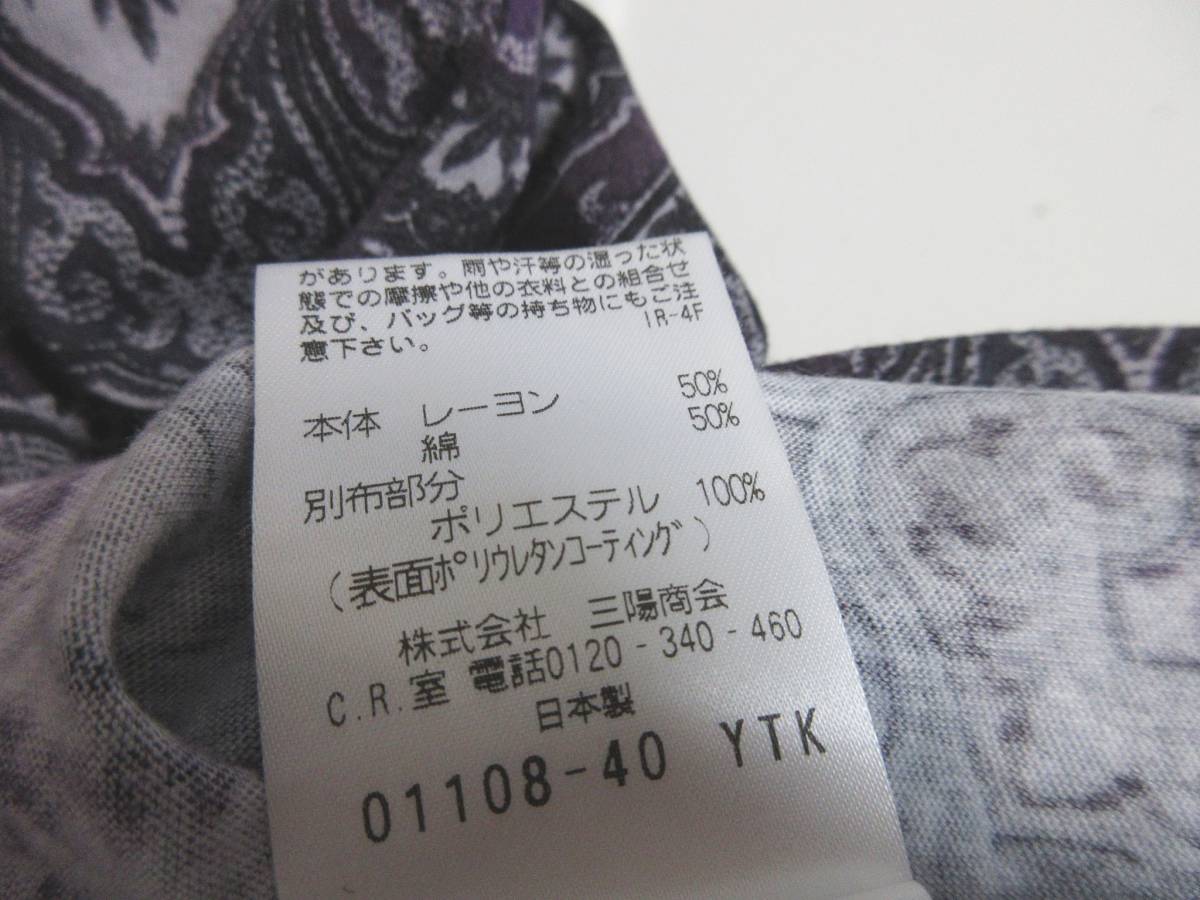 があります。雨や汗等の湿った状
態での摩擦や他の衣料との組合せ
及び、バッグ等の持ち物にもご注
意下さい。 IR-4F
本体 レーヨン 50%
綿 50%
別布部分
ポリエステル 100%
(表面ポリウレタンコーティング)
株式会社 三陽商会
C.R.室 電話0120-340-460
日本製
01108-40 YTK